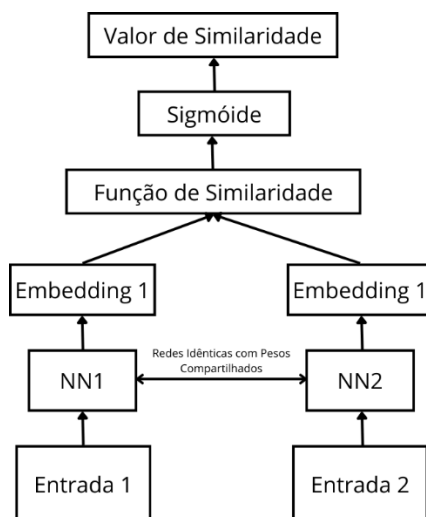 Valor de Similaridade
Sigmóide
Função de Similaridade
Embedding 1
Embedding 1
Redes Idênticas com Pesos
Compartilhados
NN1
NN2
Entrada 1
Entrada 2